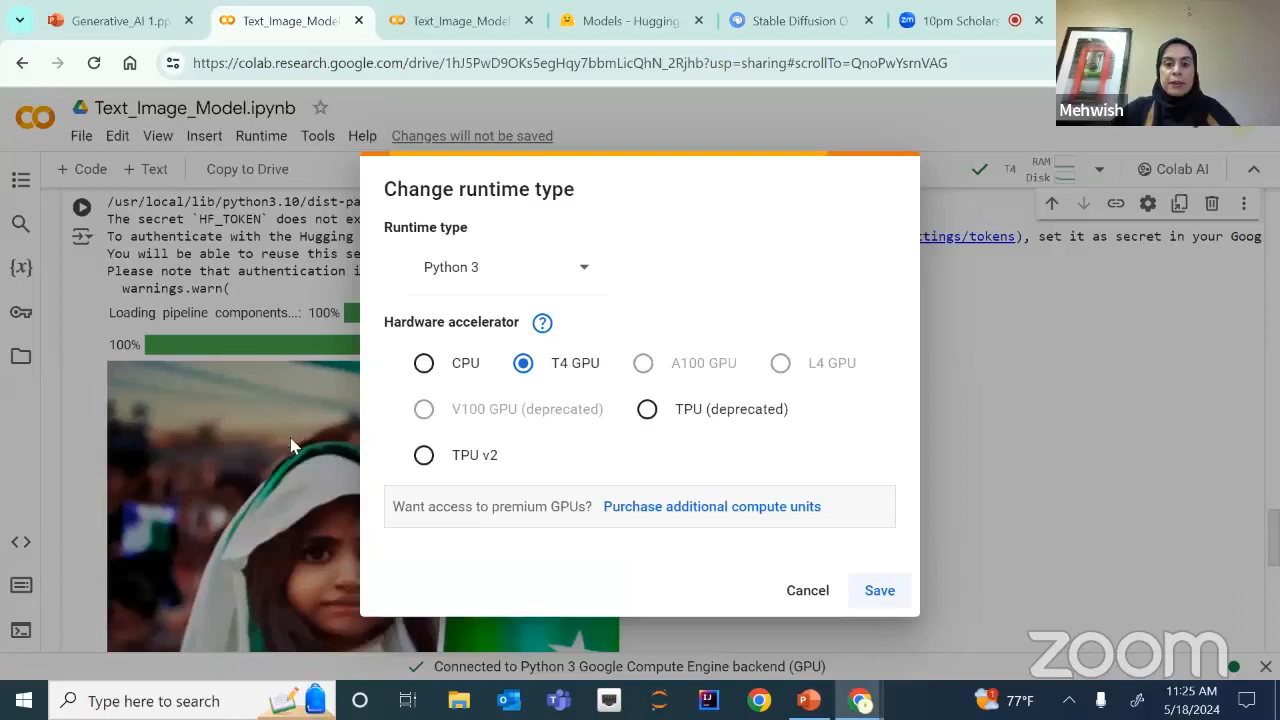 Generative_AI 1.pp
Text_Image_Model
Text_Image_Model.
Models - Hugging
Stable Diffusion O
10pm Scholars
https://colab.research.google.com/drive/1hJ5PwD9OKs5egHqy7bbmLicQhN_2Rjhb?usp=sharing#scrollTo=QnoPwYsrnVAG
Mehwish
Text_Image_Model.ipynb
File Edit View Insert Runtime Tools Help Changes will not be saved
+ Code + Text Copy to Drive
T4 RAM
Disk
Colab AI
/usr/local/lib/python3.10/dist-pa
The secret `HF_TOKEN` does not ex
To authenticate with the Hugging
ctings/tokens), set it as secret in your Goog
You will be able to reuse this se
Please note that authentication i
warnings.warn(
Loading pipeline components...: 100%
100%
Change runtime type
Runtime type
Python 3
Hardware accelerator
CPU T4 GPU A100 GPU L4 GPU
V100 GPU (deprecated) TPU (deprecated)
TPU v2
Want access to premium GPUs? Purchase additional compute units
Cancel Save
zoom
Connected to Python 3 Google Compute Engine backend (GPU)
Type here to search
77°F
11:25 AM
5/18/2024